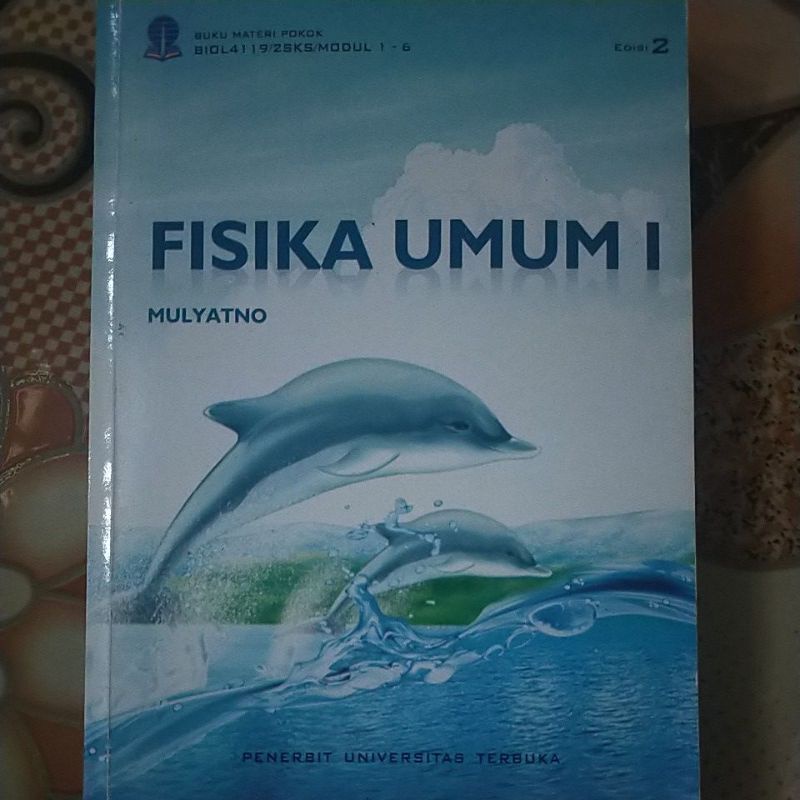 BUKU MATERI POKOK
BIOL4119/2SKS/MODUL 1 - 6
EDISI 2
FISIKA UMUM I
MULYATNO
PENERBIT UNIVERSITAS TERBUKA